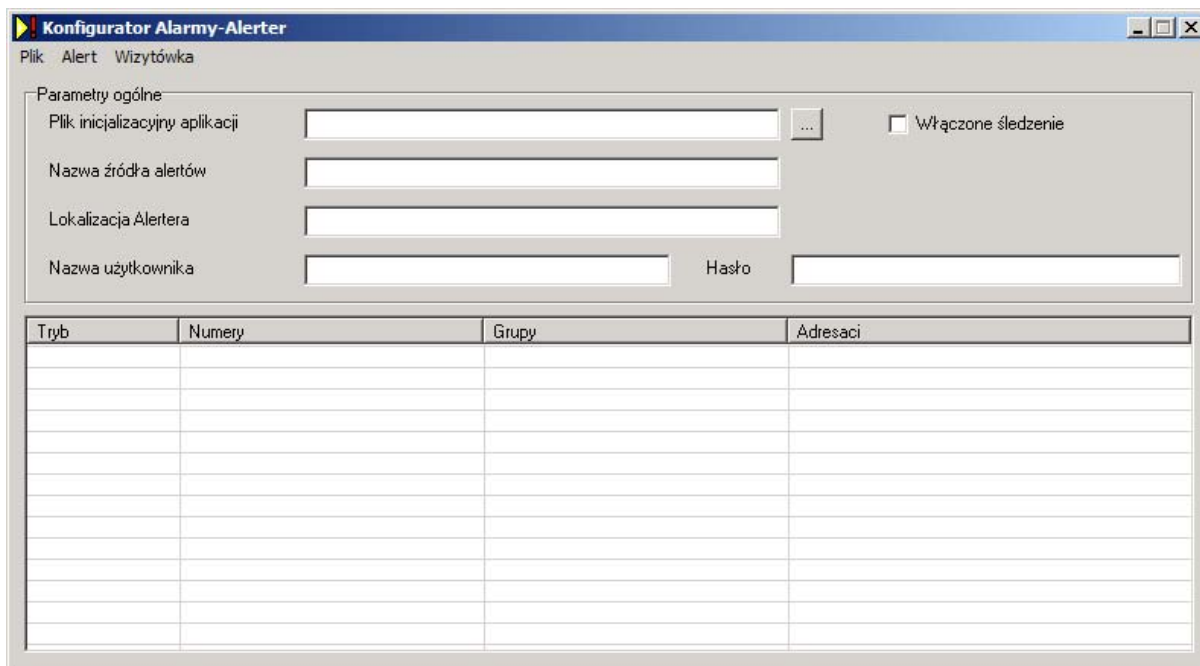 Konfigurator Alarmy-Alerter
Plik Alert Wizytówka
Parametry ogólne
Plik inicjalizacyjny aplikacji ... Włączone śledzenie
Nazwa źródła alertów
Lokalizacja Alertera
Nazwa użytkownika Hasło
Tryb Numery Grupy Adresaci